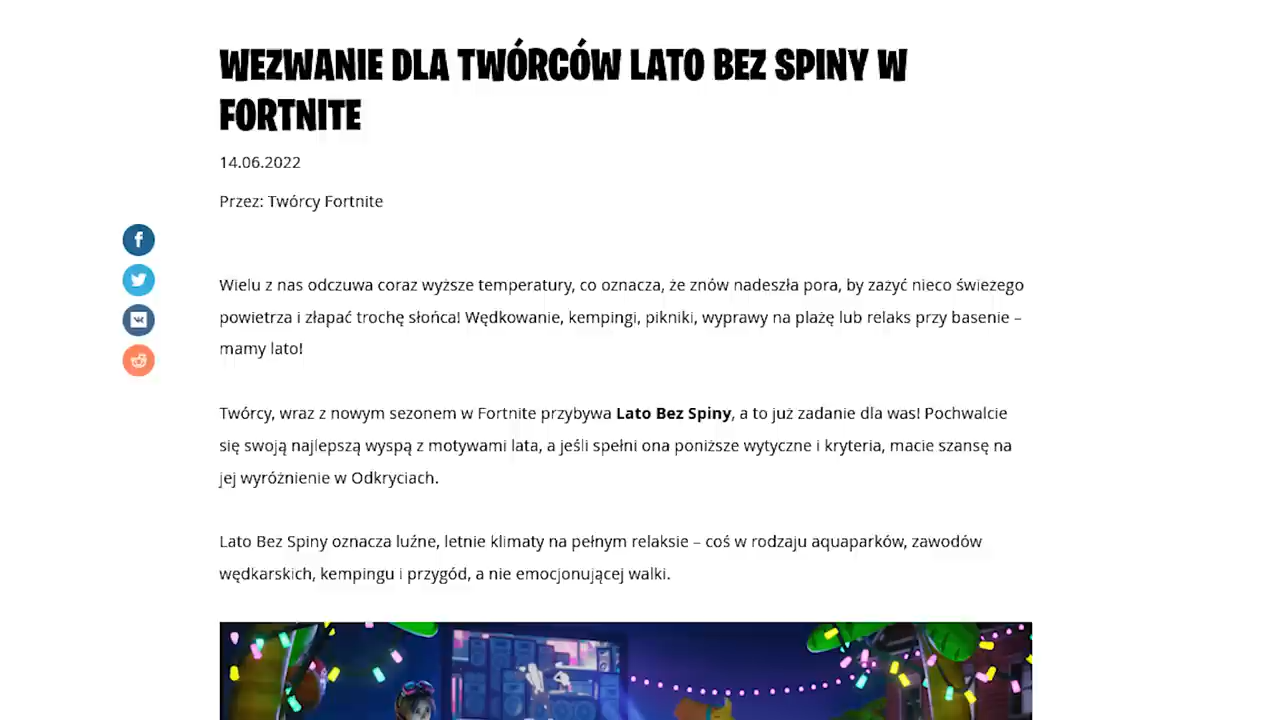 WEZWANIE DLA TWÓRCÓW LATO BEZ SPINY W
FORTNITE
14.06.2022
Przez: Twórcy Fortnite
Wielu z nas odczuwa coraz wyższe temperatury, co oznacza, że znów nadeszła pora, by zażyć nieco świeżego
powietrza i złapać trochę słońca! Wędkowanie, kempingi, pikniki, wyprawy na plażę lub relaks przy basenie –
mamy lato!
Twórcy, wraz z nowym sezonem w Fortnite przybywa Lato Bez Spiny, a to już zadanie dla was! Pochwalcie
się swoją najlepszą wyspą z motywami lata, a jeśli spełni ona poniższe wytyczne i kryteria, macie szansę na
jej wyróżnienie w Odkryciach.
Lato Bez Spiny oznacza luźne, letnie klimaty na pełnym relaksie – coś w rodzaju aquaparków, zawodów
wędkarskich, kempingu i przygód, a nie emocjonującej walki.